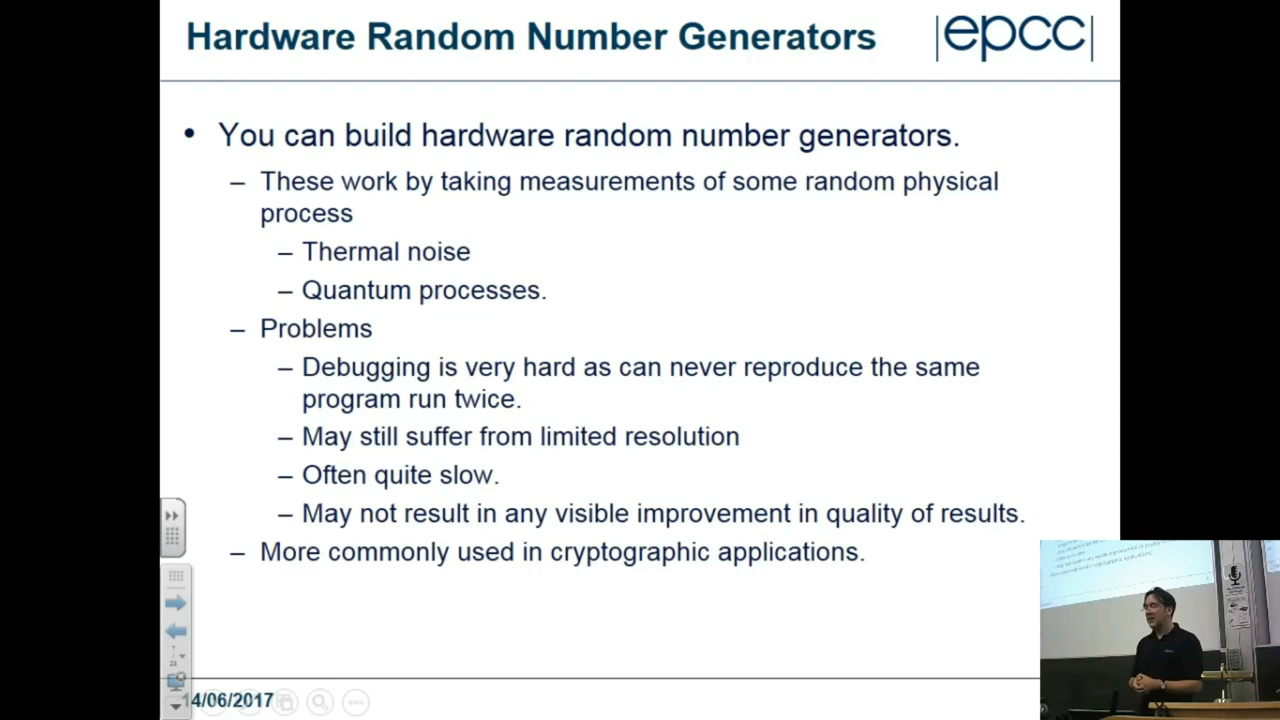 Hardware Random Number Generators
|epcc|
• You can build hardware random number generators.
– These work by taking measurements of some random physical
process
– Thermal noise
– Quantum processes.
– Problems
– Debugging is very hard as can never reproduce the same
program run twice.
– May still suffer from limited resolution
– Often quite slow.
– May not result in any visible improvement in quality of results.
– More commonly used in cryptographic applications.
14/06/2017